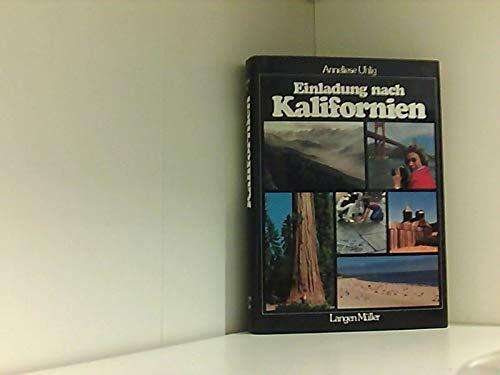 Anneliese Uhlig
Einladung nach
Kalifornien
Langen Müller
Kalifornien